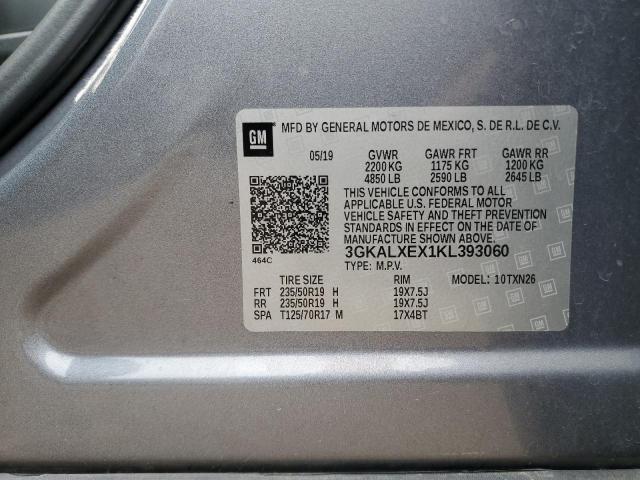 GM
MFD BY GENERAL MOTORS DE MEXICO, S. DE R.L. DE C.V.
05/19 GVWR GAWR FRT GAWR RR
2200 KG 1175 KG 1200 KG
4850 LB 2590 LB 2645 LB
THIS VEHICLE CONFORMS TO ALL
APPLICABLE U.S. FEDERAL MOTOR
VEHICLE SAFETY AND THEFT PREVENTION
STANDARDS IN EFFECT ON THE DATE OF
MANUFACTURE SHOWN ABOVE.
464C
3GKALXEX1KL393060
TYPE: M.P.V. MODEL: 10TXN26
TIRE SIZE RIM
FRT 235/50R19 H 19X7.5J
RR 235/50R19 H 19X7.5J
SPA T125/70R17 M 17X4BT